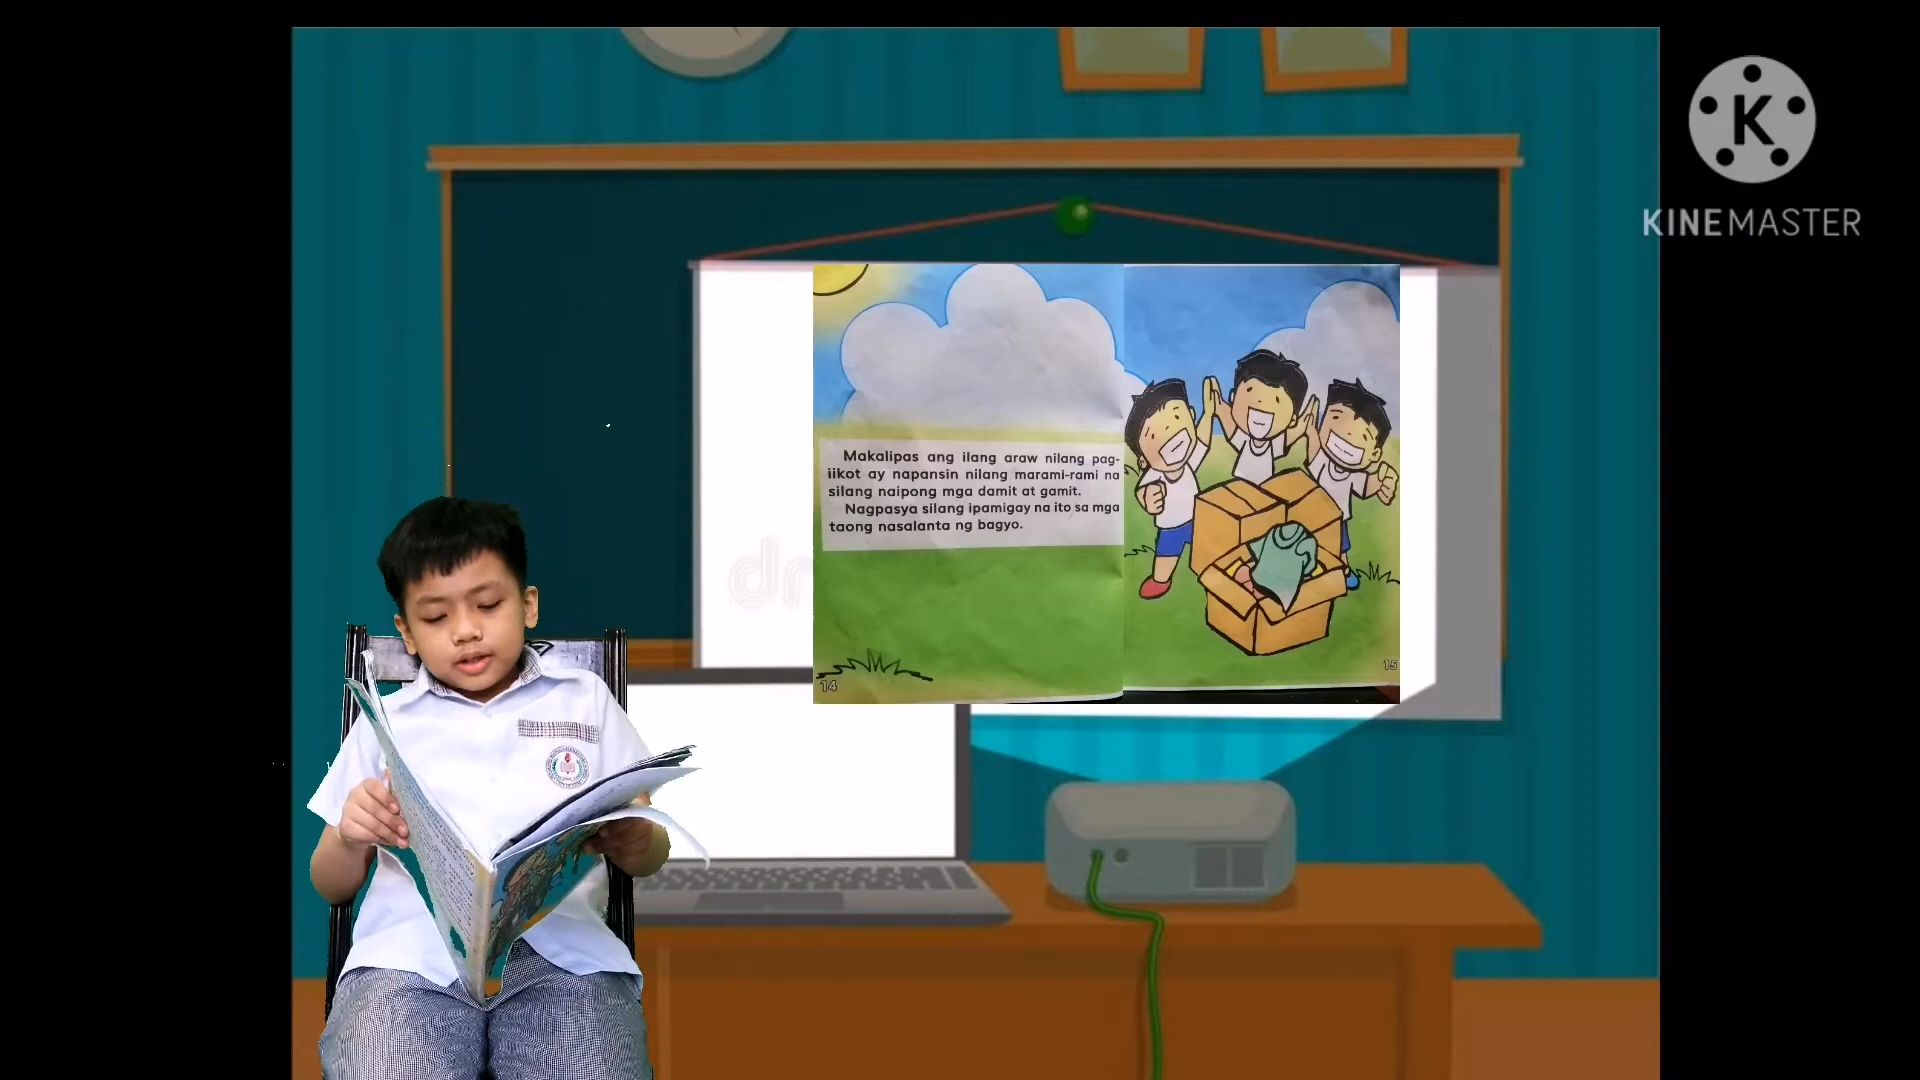 KINEMASTER
Makalipas ang ilang araw nilang pag-
iikot ay napansin nilang marami-rami na
silang naipong mga damit at gamit.
Nagpasya silang ipamigay na ito sa mga
taong nasalanta ng bagyo.
14
15